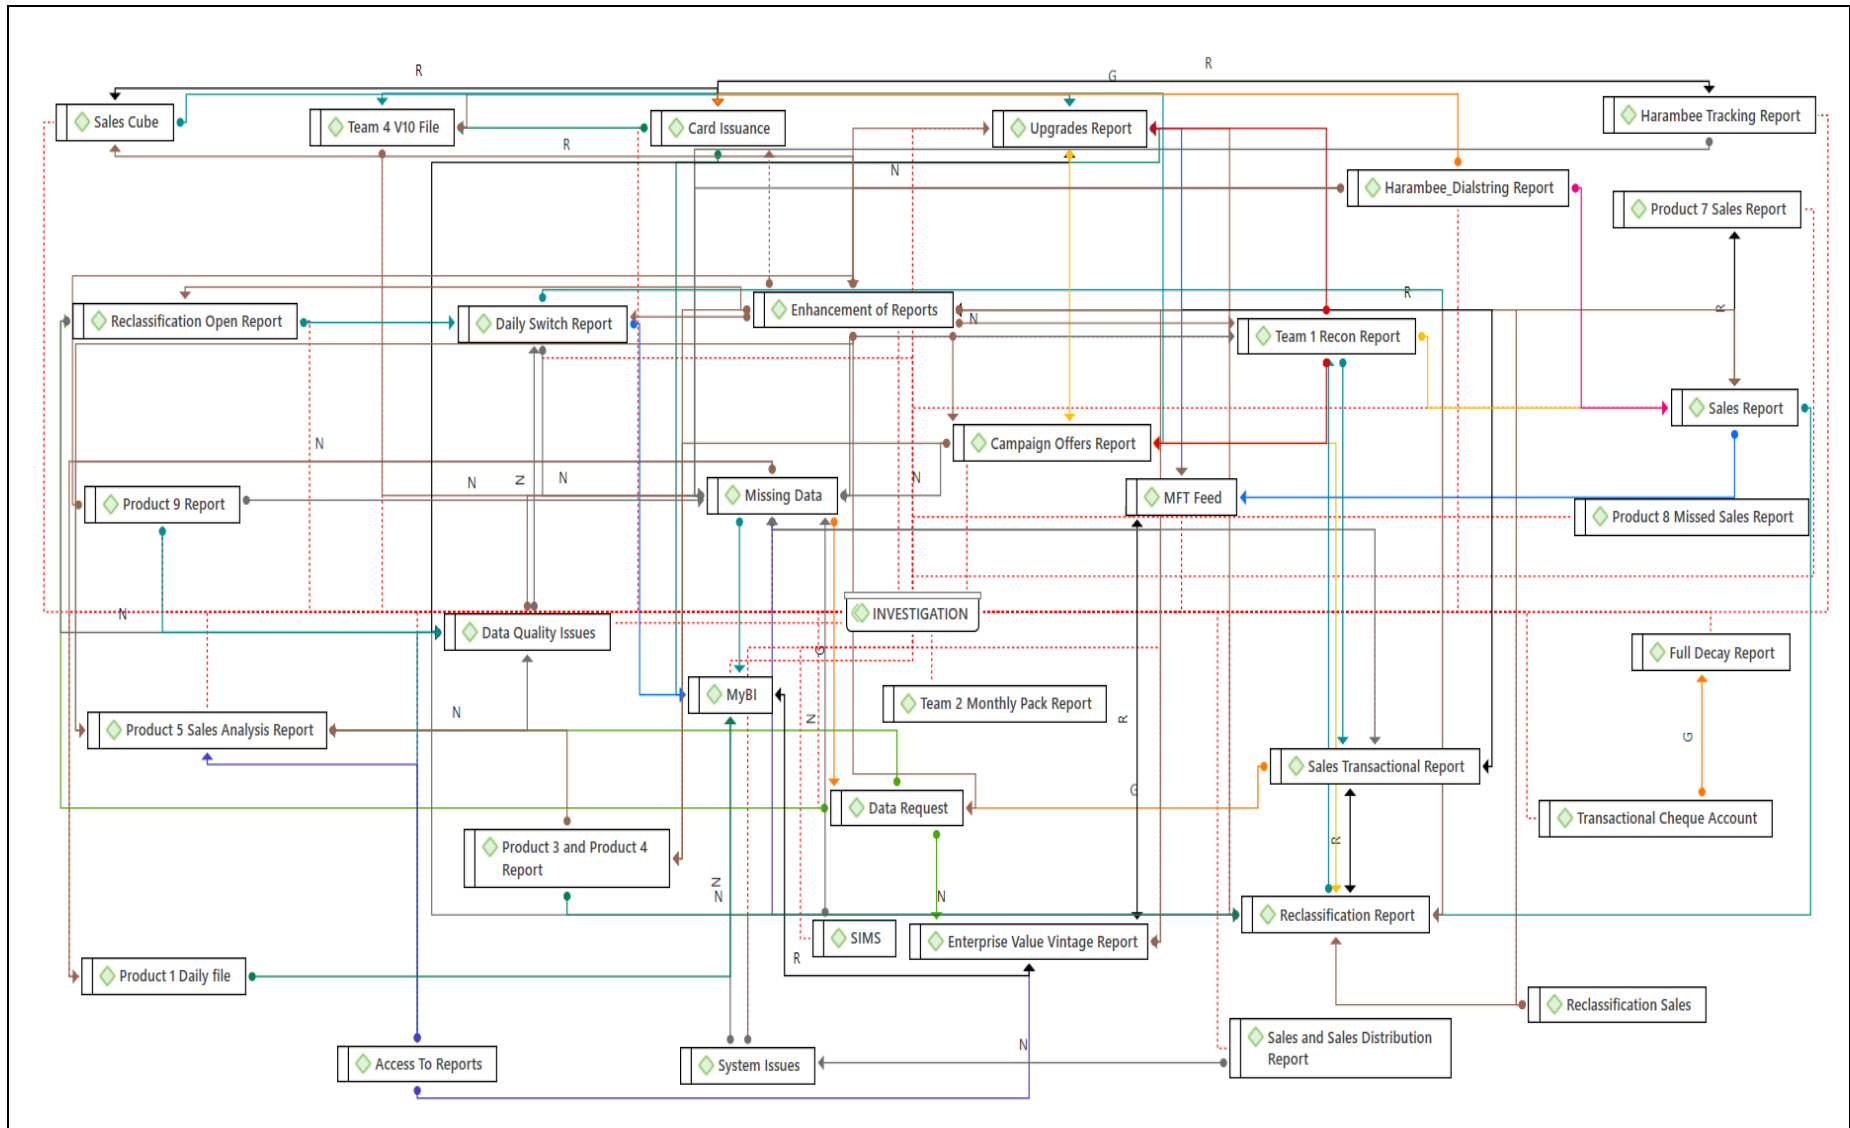 R
R
G
Sales Cube
Team 4 V10 File
Card Issuance
Upgrades Report
Harambee Tracking Report
R
N
Harambee_Dialstring Report
Product 7 Sales Report
R
R
Reclassification Open Report
Daily Switch Report
Enhancement of Reports
N
Team 1 Recon Report
Sales Report
N
Campaign Offers Report
N
N
N
N
Product 9 Report
Missing Data
MFT Feed
Product 8 Missed Sales Report
N
Data Quality Issues
INVESTIGATION
G
Full Decay Report
MyBI
Team 2 Monthly Pack Report
N
N
R
G
Product 5 Sales Analysis Report
Sales Transactional Report
G
Data Request
Transactional Cheque Account
Product 3 and Product 4
Report
R
N
N
N
Reclassification Report
SIMS
Enterprise Value Vintage Report
R
Product 1 Daily file
Reclassification Sales
N
Access To Reports
System Issues
Sales and Sales Distribution
Report